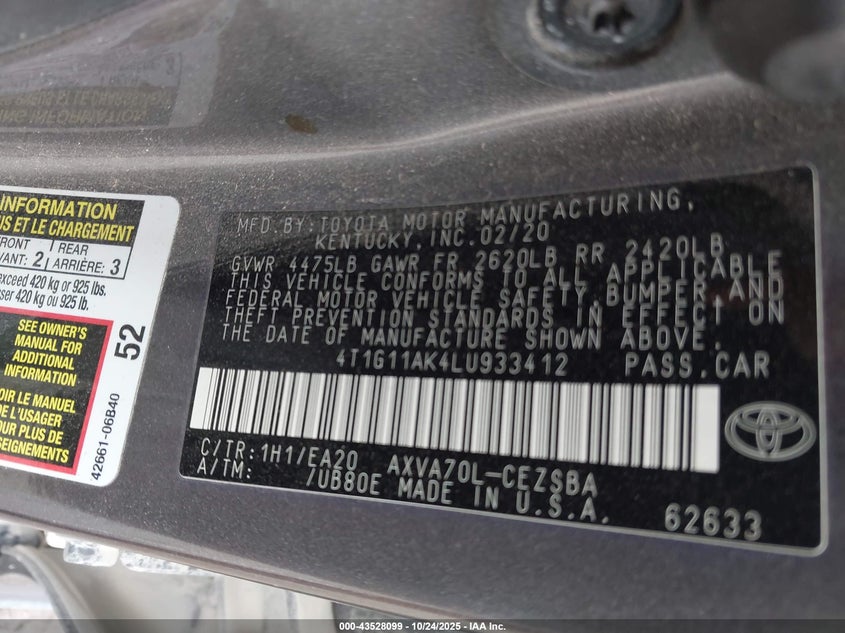 INFORMATION
US ET LE CHARGEMENT
FRONT
VANT: 2
REAR
ARRIÈRE: 3
exceed 420 kg or 925 lbs.
ser 420 kg ou 925 lb.
SEE OWNER'S
MANUAL FOR
ADDITIONAL
INFORMATION
OIR LE MANUEL
DE L'USAGER
OUR PLUS DE
NSEIGNEMENTS
52
42661-06B40
MFD.BY:TOYOTA MOTOR MANUFACTURING,
KENTUCKY,INC.02/20
GVWR 4475LB GAWR FR 2620LB RR 2420LB
THIS VEHICLE CONFORMS TO ALL APPLICABLE
FEDERAL MOTOR VEHICLE SAFETY,BUMPER,AND
THEFT PREVENTION STANDARDS IN EFFECT ON
THE DATE OF MANUFACTURE SHOWN ABOVE.
4T1G11AK4LU933412 PASS.CAR
C/TR:1H1/EA20 AXVA70L-CEZSBA
A/TM: /UB80E MADE IN U.S.A.
62633
000-43528099 - 10/24/2025 - IAA Inc.